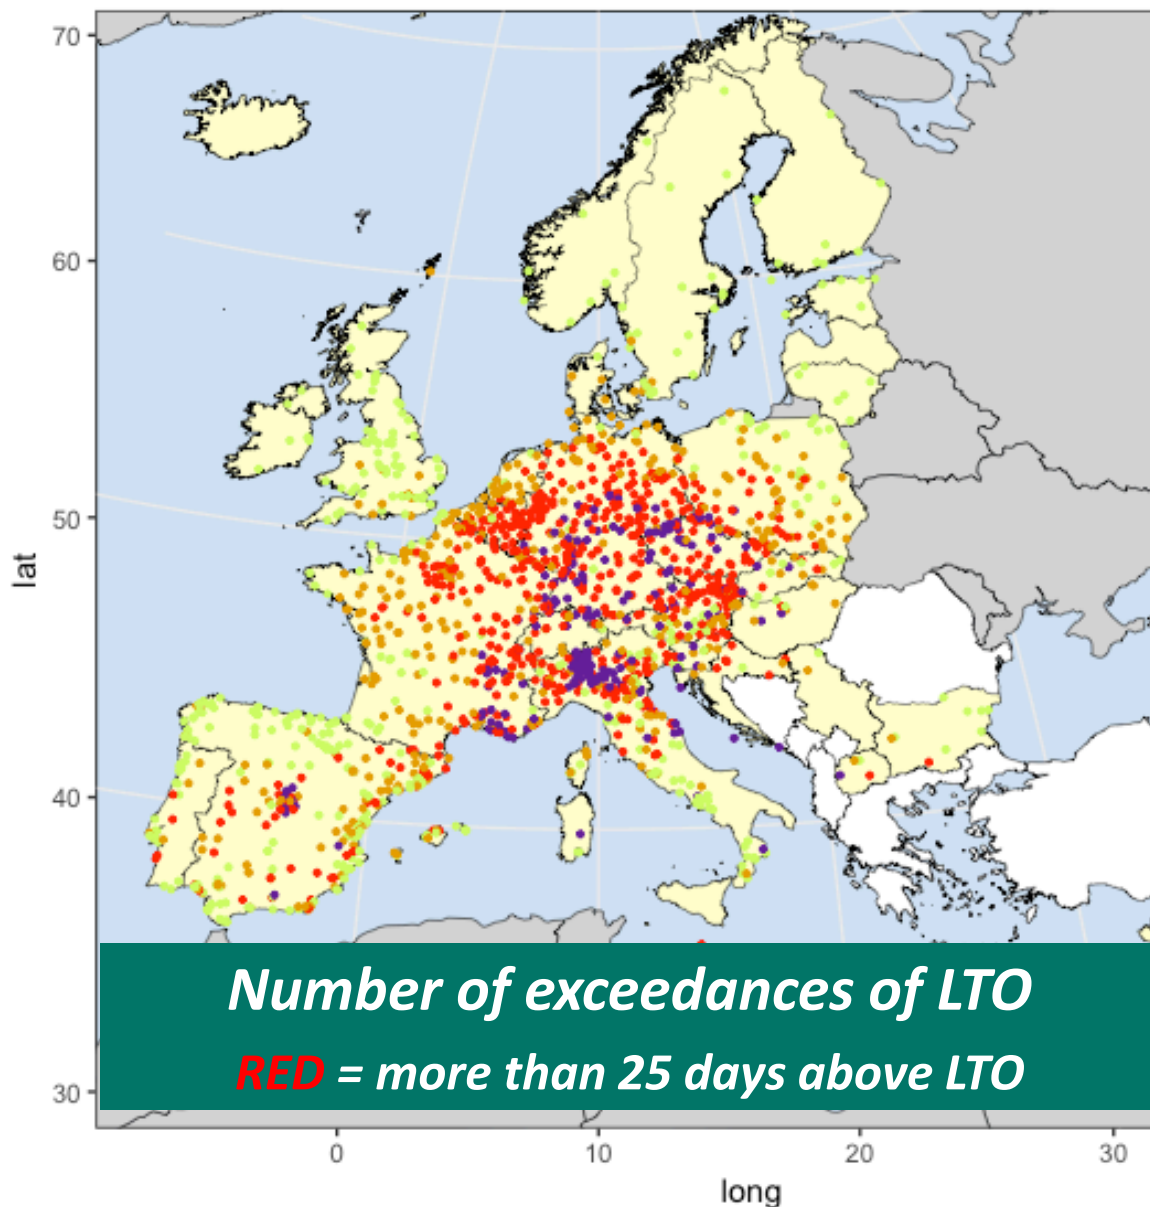 70
60
50
40
30
lat
Number of exceedances of LTO
RED = more than 25 days above LTO
0 10 20 30
long